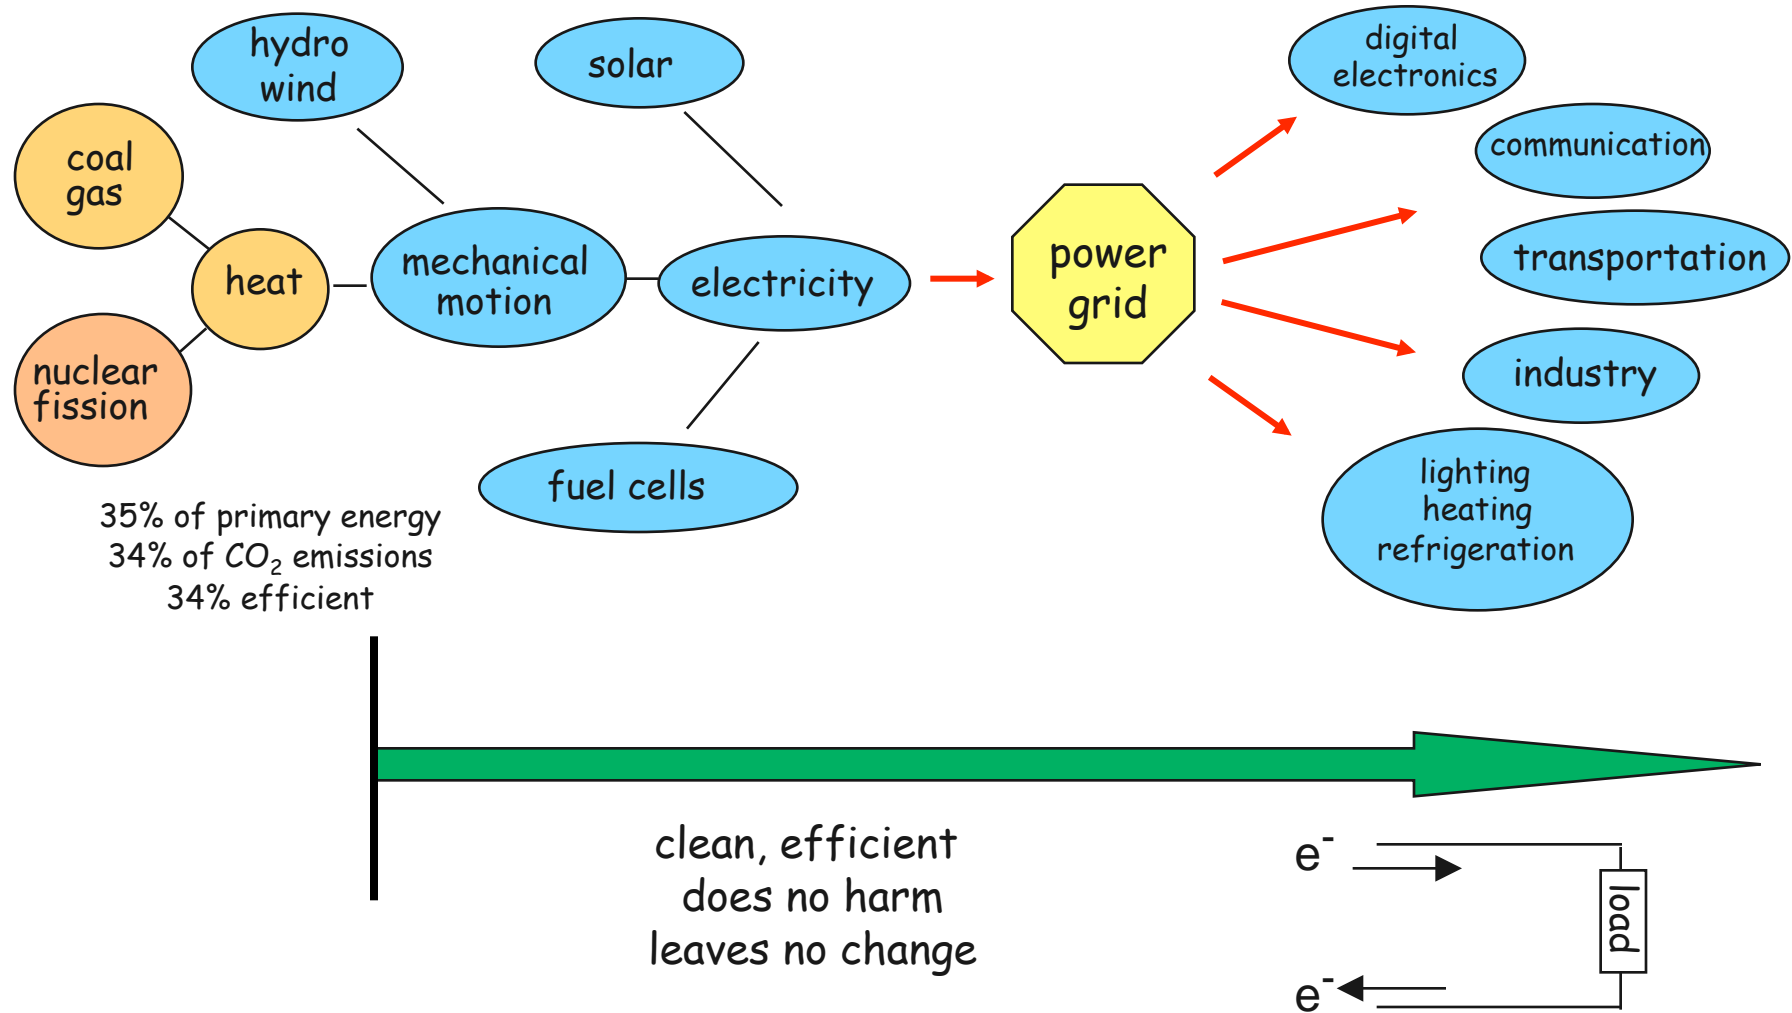 hydro
wind
solar
digital
electronics
coal
gas
communication
heat
mechanical
motion
electricity
power
grid
transportation
nuclear
fission
industry
fuel cells
lighting
heating
refrigeration
35% of primary energy
34% of CO₂ emissions
34% efficient
clean, efficient
does no harm
leaves no change
e⁻
load
e⁻